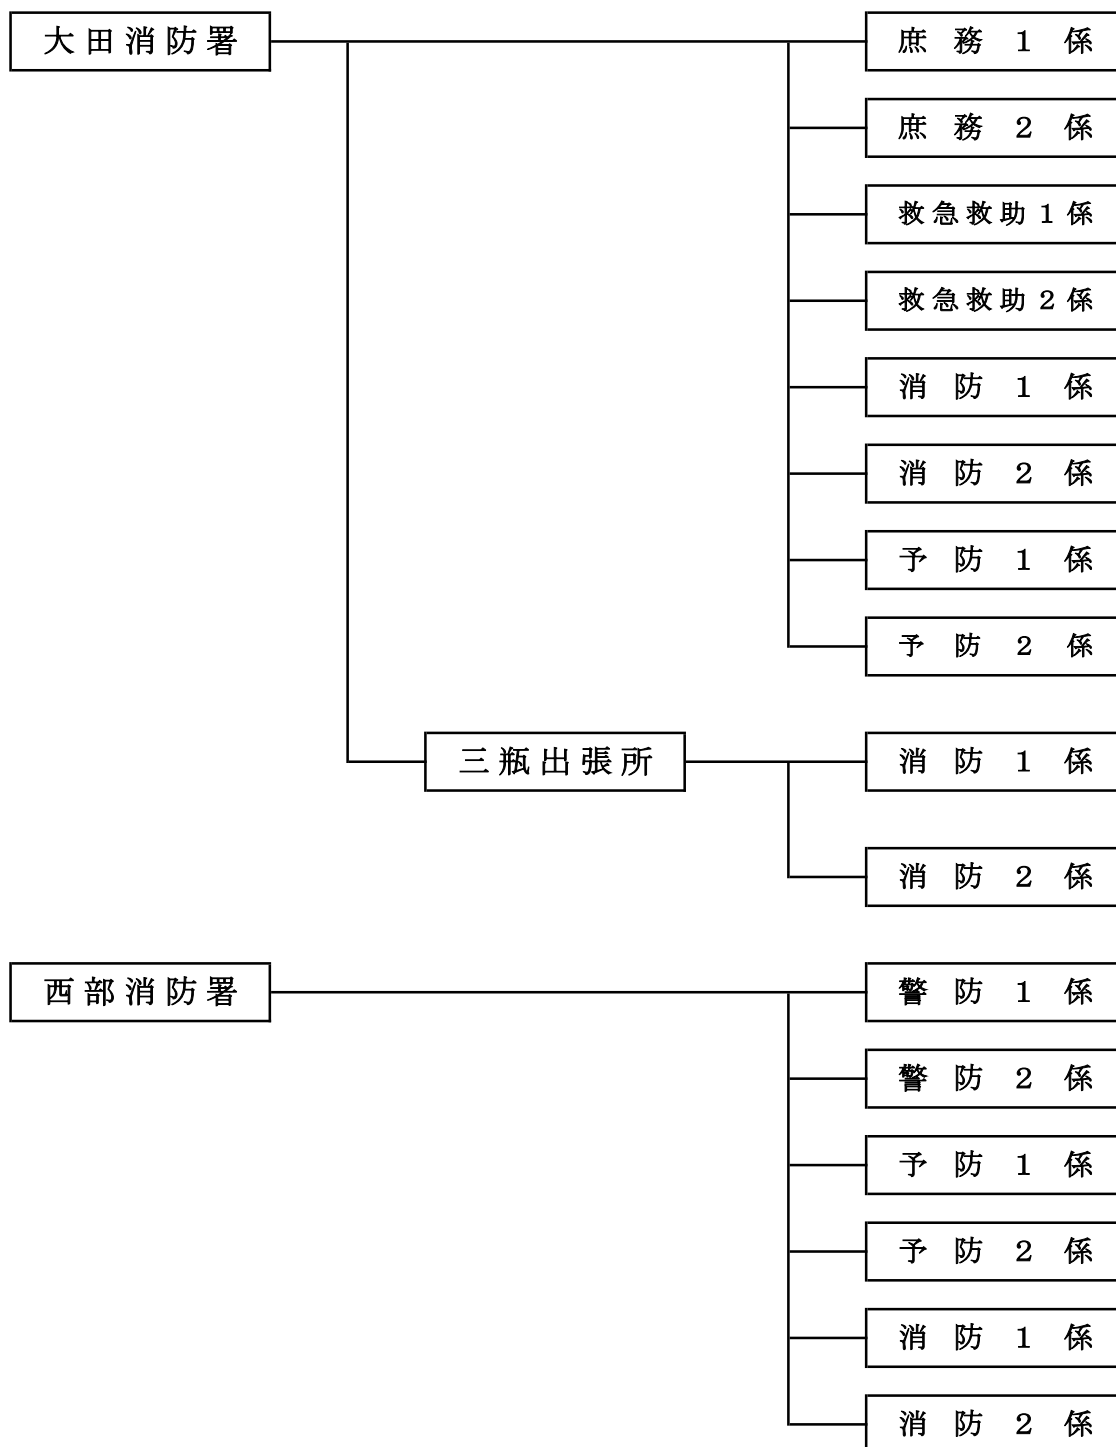 大田消防署 庶務1係
庶務2係
救急救助1係
救急救助2係
消防1係
消防2係
予防1係
予防2係
三瓶出張所 消防1係
消防2係
西部消防署 警防1係
警防2係
予防1係
予防2係
消防1係
消防2係